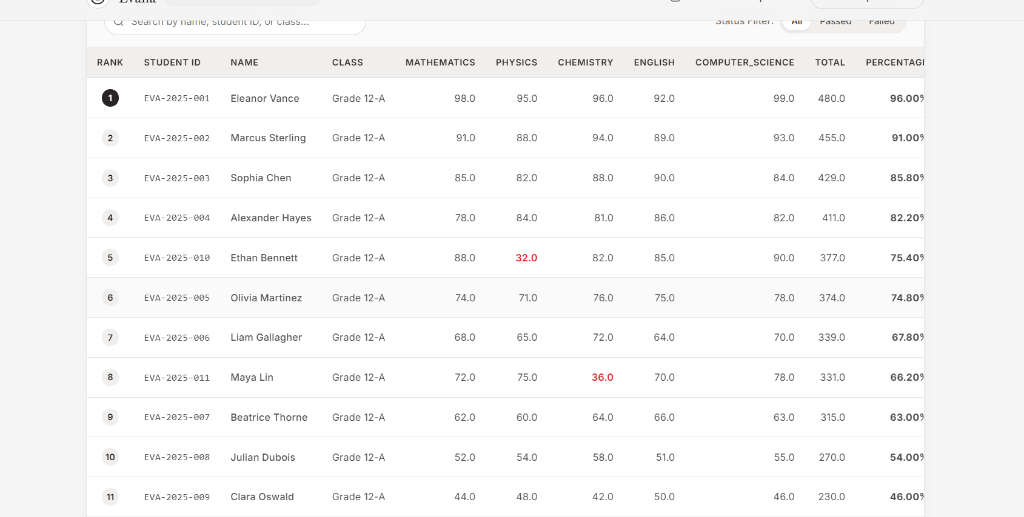 Evalia
Search by name, student ID, or class...
Status Filter: All Passed Failed
RANK STUDENT ID NAME CLASS MATHEMATICS PHYSICS CHEMISTRY ENGLISH COMPUTER_SCIENCE TOTAL PERCENTAG
1 EVA-2025-001 Eleanor Vance Grade 12-A 98.0 95.0 96.0 92.0 99.0 480.0 96.00%
2 EVA-2025-002 Marcus Sterling Grade 12-A 91.0 88.0 94.0 89.0 93.0 455.0 91.00%
3 EVA-2025-003 Sophia Chen Grade 12-A 85.0 82.0 88.0 90.0 84.0 429.0 85.80%
4 EVA-2025-004 Alexander Hayes Grade 12-A 78.0 84.0 81.0 86.0 82.0 411.0 82.20%
5 EVA-2025-010 Ethan Bennett Grade 12-A 88.0 32.0 82.0 85.0 90.0 377.0 75.40%
6 EVA-2025-005 Olivia Martinez Grade 12-A 74.0 71.0 76.0 75.0 78.0 374.0 74.80%
7 EVA-2025-006 Liam Gallagher Grade 12-A 68.0 65.0 72.0 64.0 70.0 339.0 67.80%
8 EVA-2025-011 Maya Lin Grade 12-A 72.0 75.0 36.0 70.0 78.0 331.0 66.20%
9 EVA-2025-007 Beatrice Thorne Grade 12-A 62.0 60.0 64.0 66.0 63.0 315.0 63.00%
10 EVA-2025-008 Julian Dubois Grade 12-A 52.0 54.0 58.0 51.0 55.0 270.0 54.00%
11 EVA-2025-009 Clara Oswald Grade 12-A 44.0 48.0 42.0 50.0 46.0 230.0 46.00%